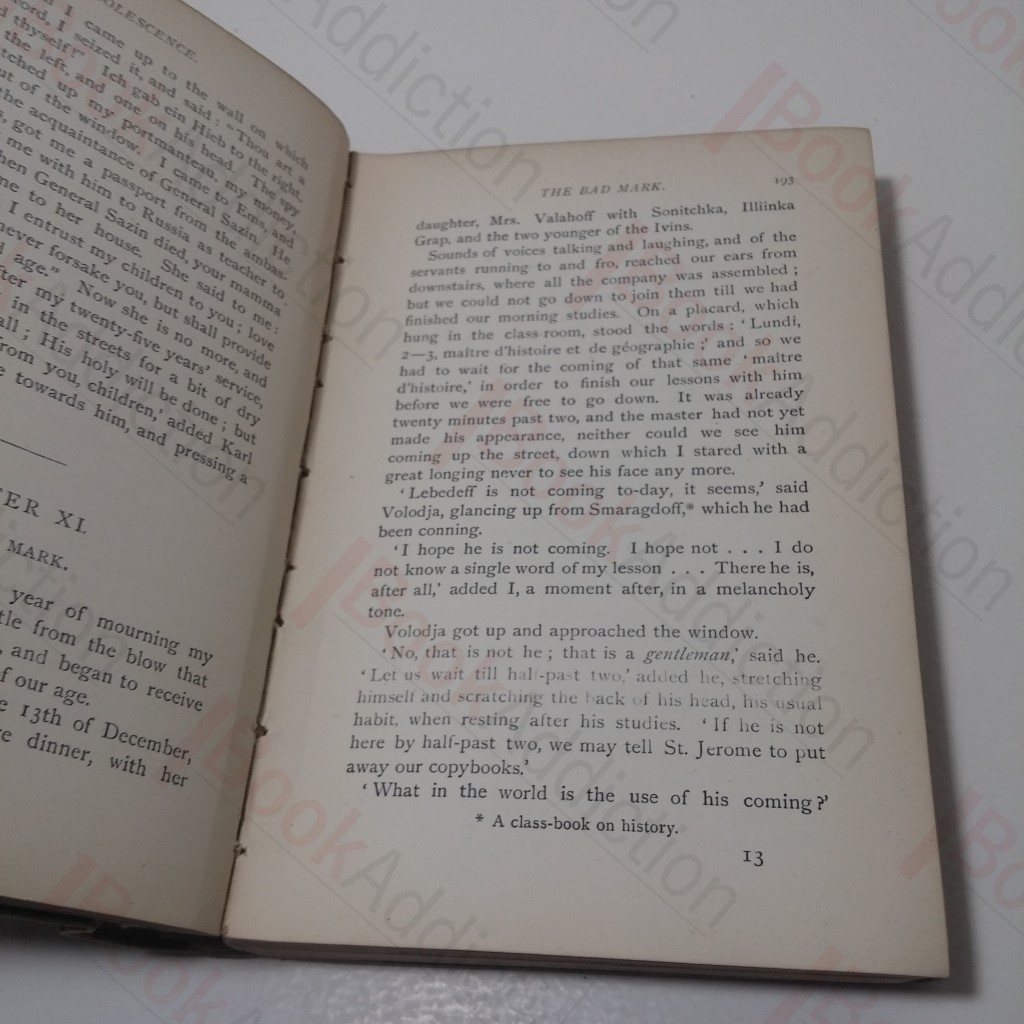 DOLESCENCE.
I came up to the wall on which
ord, I seized it, and said: "Thou art a
d thyself!" Ich gab ein Hieb to the right,
the left, and one on his head. The spy
tched up my portmanteau, my money,
ut of the window. I came to Ems, and
the acquaintance of General Sazin. He
s, got me a passport from the ambas-
me with him to Russia as teacher to
hen General Sazin died, your mamma
me to her house. She said to me:
I entrust my children to you; love
never forsake you, but shall provide
d age." Now she is no more, and
fter my twenty-five years' service,
in the streets for a bit of dry
all; His holy will be done; but
from you, children,' added Karl
e towards him, and pressing a
ER XI.
MARK.
year of mourning my
tle from the blow that
, and began to receive
f our age.
e 13th of December,
re dinner, with her
THE BAD MARK. 193
daughter, Mrs. Valahoff with Sonitchka, Illiinka
Grap, and the two younger of the Ivins.
Sounds of voices talking and laughing, and of the
servants running to and fro, reached our ears from
downstairs, where all the company was assembled;
but we could not go down to join them till we had
finished our morning studies. On a placard, which
hung in the class-room, stood the words: 'Lundi,
2—3, maître d'histoire et de géographie;' and so we
had to wait for the coming of that same 'maître
d'histoire,' in order to finish our lessons with him
before we were free to go down. It was already
twenty minutes past two, and the master had not yet
made his appearance, neither could we see him
coming up the street, down which I stared with a
great longing never to see his face any more.
'Lebedeff is not coming to-day, it seems,' said
Volodja, glancing up from Smaragdoff,* which he had
been conning.
'I hope he is not coming. I hope not . . . I do
not know a single word of my lesson . . . There he is,
after all,' added I, a moment after, in a melancholy
tone.
Volodja got up and approached the window.
'No, that is not he; that is a gentleman,' said he.
'Let us wait till half-past two,' added he, stretching
himself and scratching the back of his head, his usual
habit, when resting after his studies. 'If he is not
here by half-past two, we may tell St. Jerome to put
away our copybooks.'
'What in the world is the use of his coming?'
* A class-book on history.
13
BookAddiction